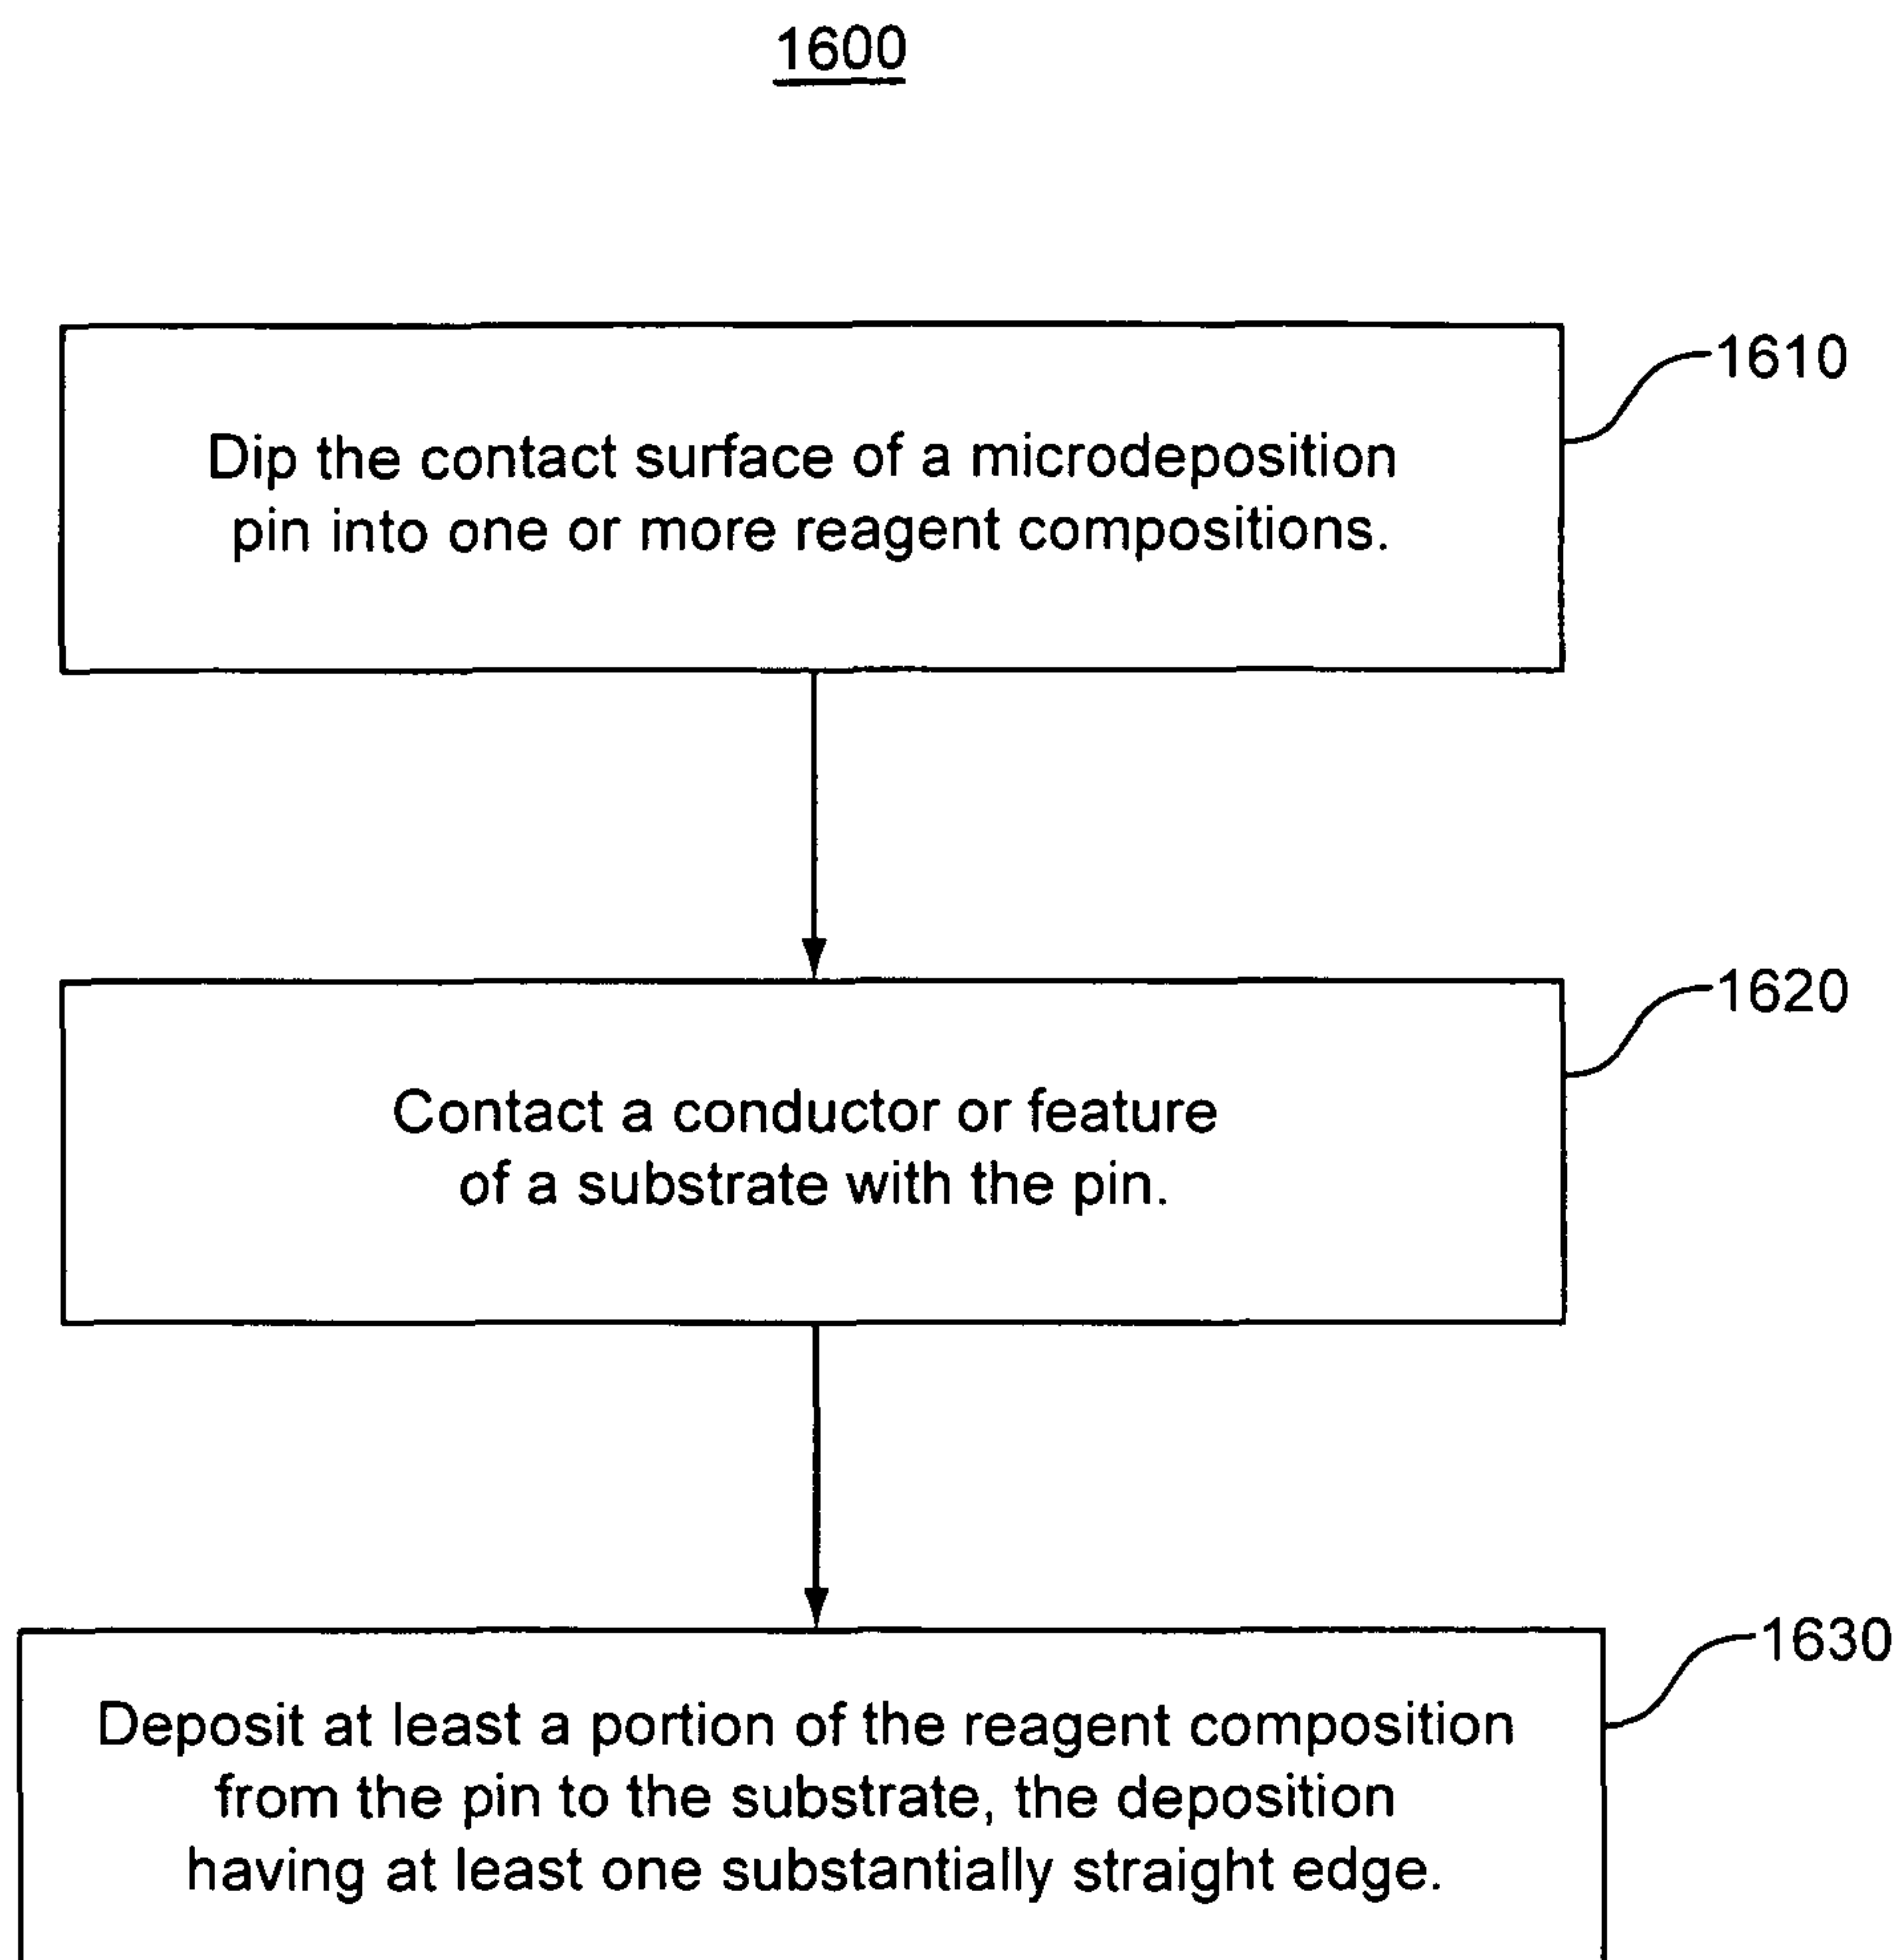 1600
1610
Dip the contact surface of a microdeposition
pin into one or more reagent compositions.
1620
Contact a conductor or feature
of a substrate with the pin.
1630
Deposit at least a portion of the reagent composition
from the pin to the substrate, the deposition
having at least one substantially straight edge.